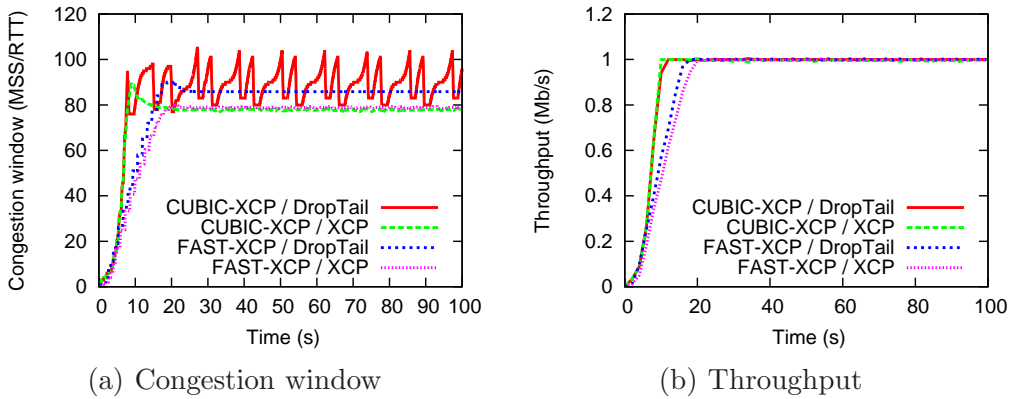 Congestion window (MSS/RTT)
120
100
80
60
40
20
0
0 10 20 30 40 50 60 70 80 90 100
Time (s)
CUBIC-XCP / DropTail
CUBIC-XCP / XCP
FAST-XCP / DropTail
FAST-XCP / XCP
(a) Congestion window
Throughput (Mb/s)
1.2
1
0.8
0.6
0.4
0.2
0
0 20 40 60 80 100
Time (s)
CUBIC-XCP / DropTail
CUBIC-XCP / XCP
FAST-XCP / DropTail
FAST-XCP / XCP
(b) Throughput